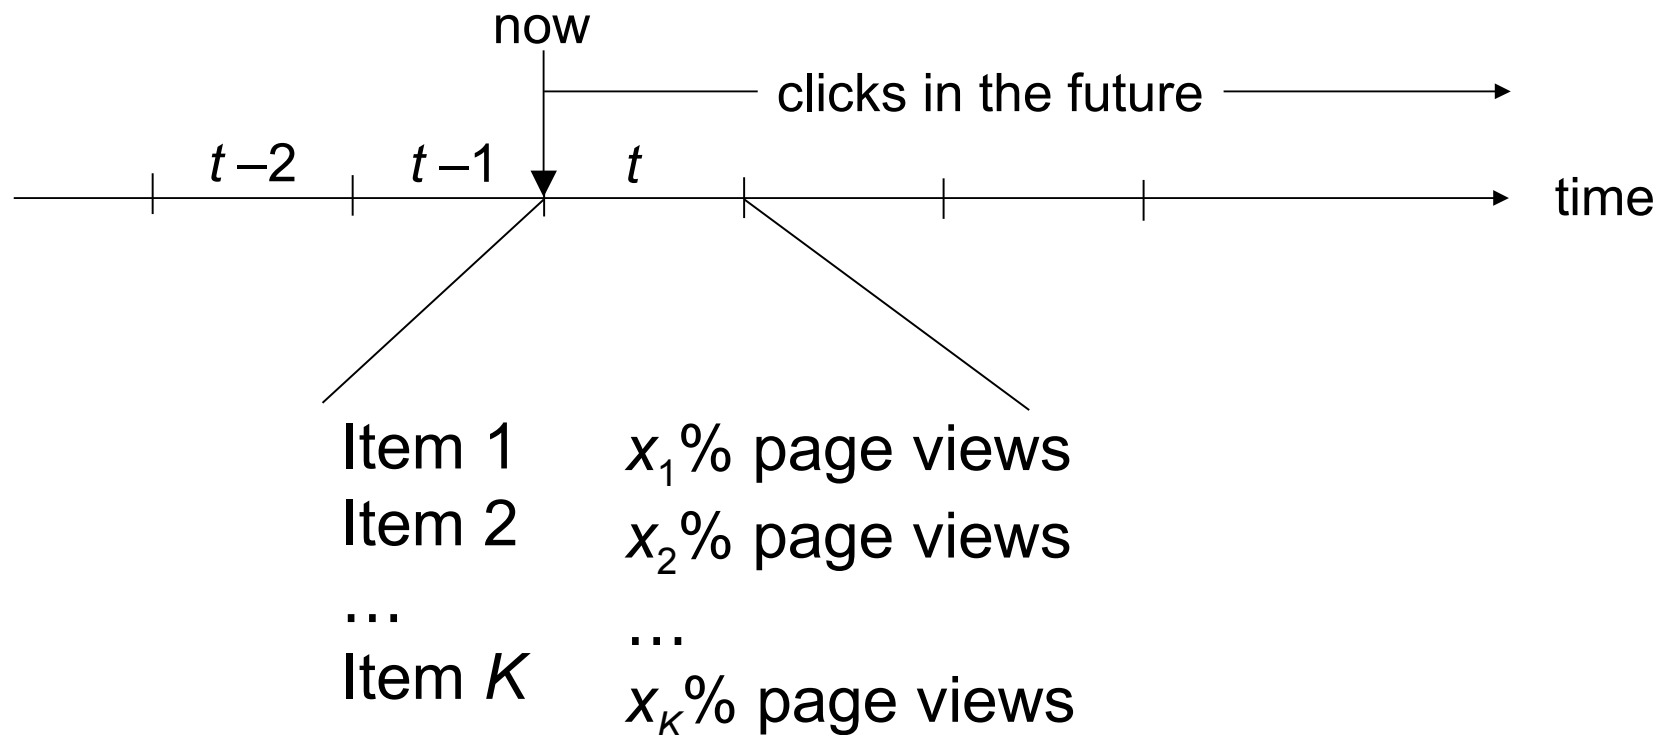 now
clicks in the future
t –2 t –1 t
time
Item 1 x₁% page views
Item 2 x₂% page views
... ...
Item K x_K% page views